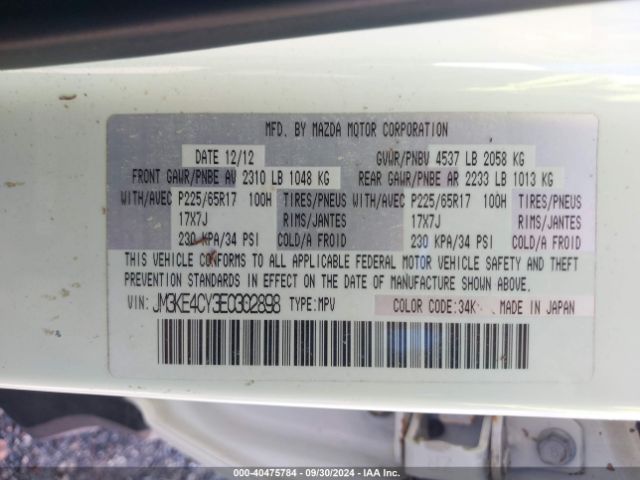 MFD. BY MAZDA MOTOR CORPORATION
DATE 12/12 GVWR/PNBV 4537 LB 2058 KG
FRONT GAWR/PNBE AV 2310 LB 1048 KG REAR GAWR/PNBE AR 2233 LB 1013 KG
WITH/AVEC P225/65R17 100H TIRES/PNEUS WITH/AVEC P225/65R17 100H TIRES/PNEUS
17X7J RIMS/JANTES 17X7J RIMS/JANTES
230 KPA/34 PSI COLD/A FROID 230 KPA/34 PSI COLD/A FROID
THIS VEHICLE CONFORMS TO ALL APPLICABLE FEDERAL MOTOR VEHICLE SAFETY AND THEFT
PREVENTION STANDARDS IN EFFECT ON THE DATE OF MANUFACTURE SHOWN ABOVE.
VIN: JM3KE4CY3E0302898 TYPE:MPV COLOR CODE:34K MADE IN JAPAN
000-40475784 - 09/30/2024 - IAA Inc.